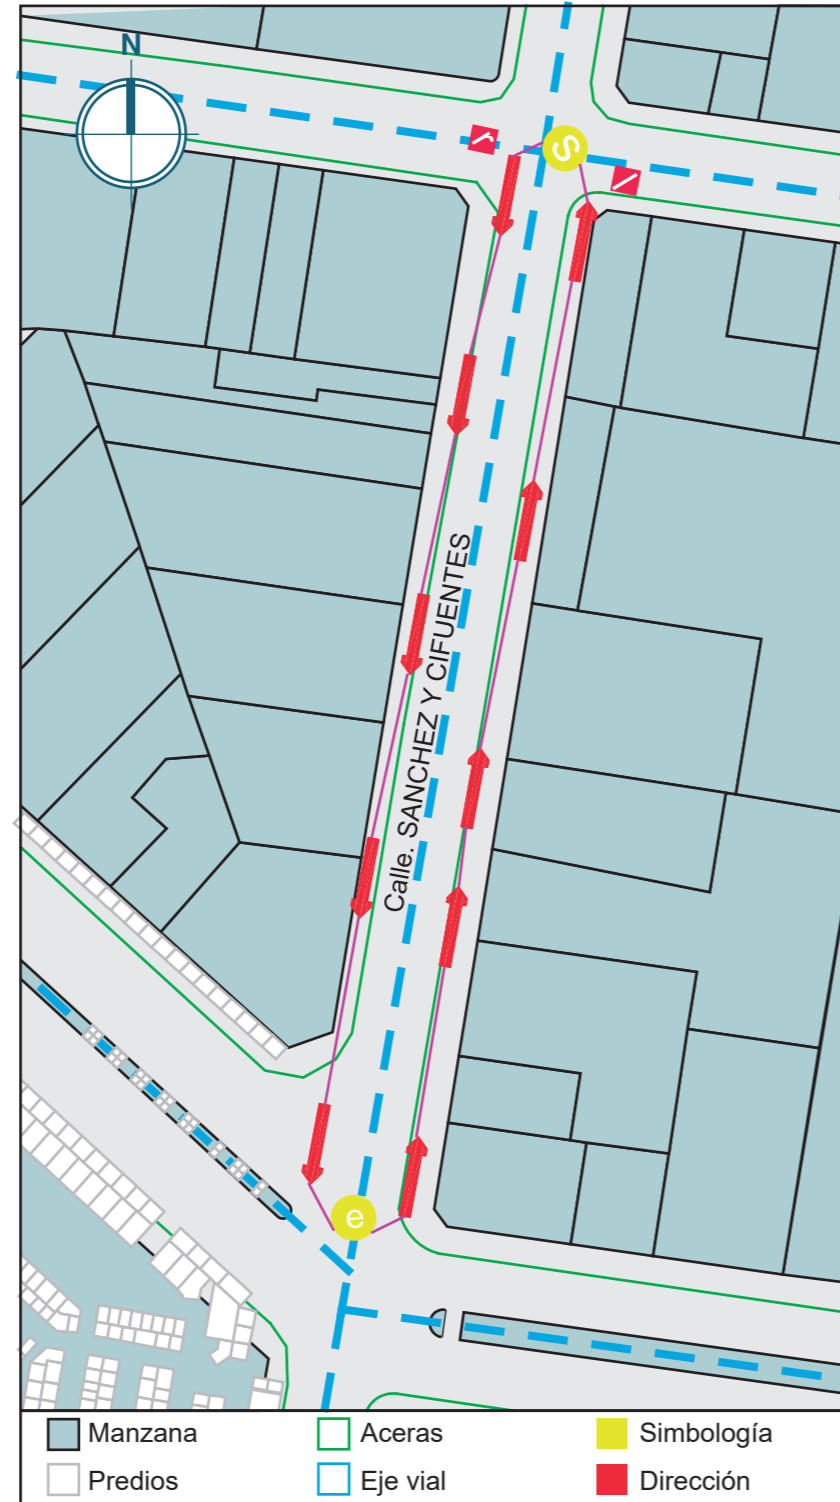 N
r
S
l
Calle. SANCHEZ Y CIFUENTES
e
Manzana
Aceras
Simbología
Predios
Eje vial
Dirección